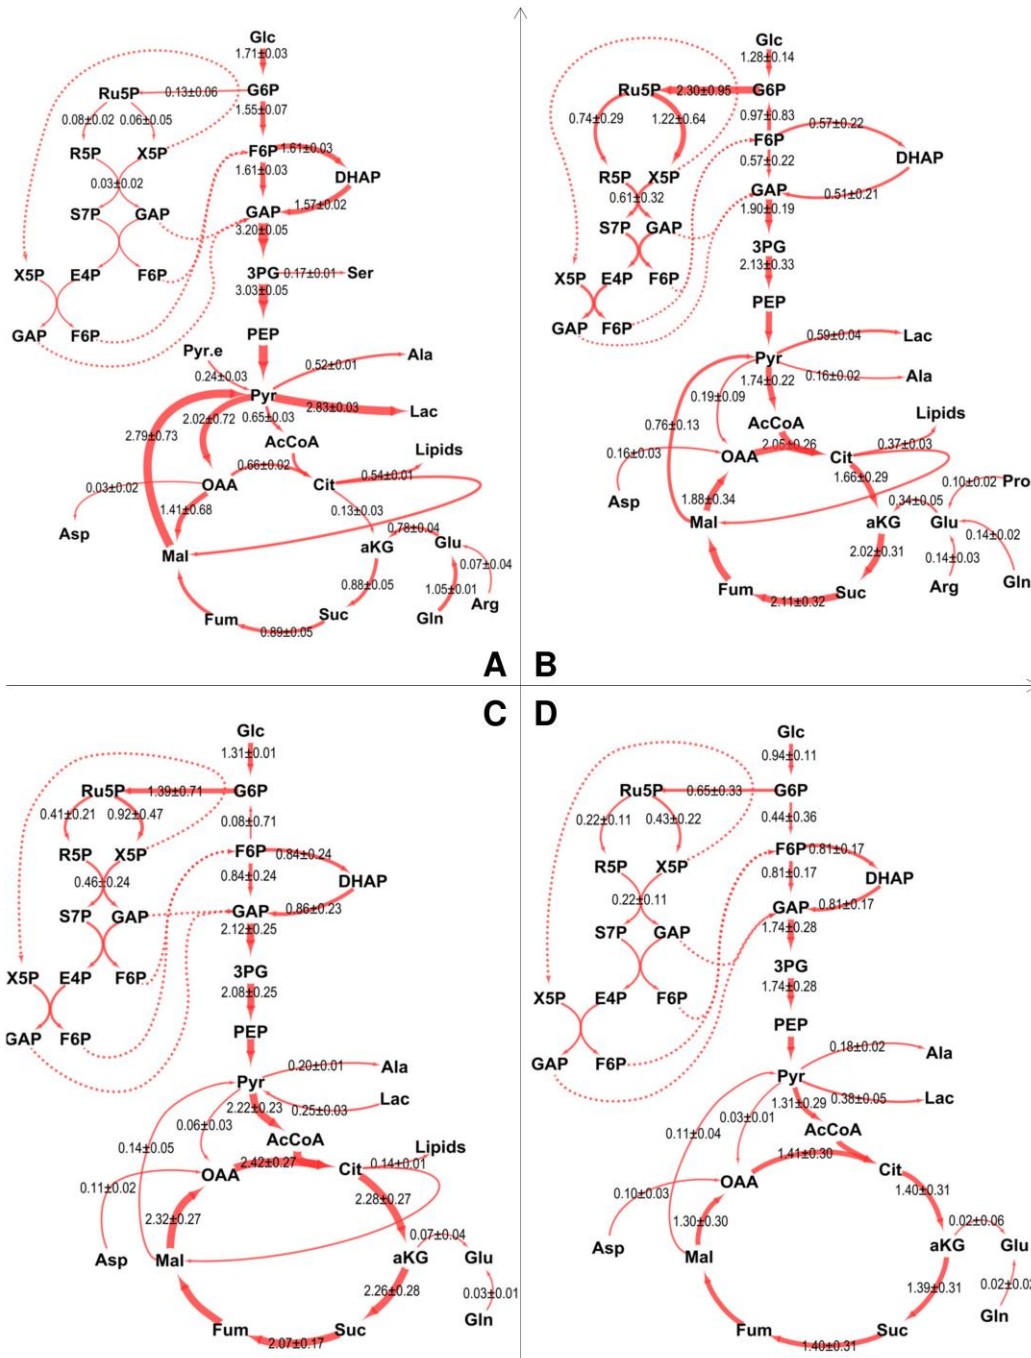 Glc
1.71±0.03
Ru5P
0.13±0.06
G6P
0.08±0.02
0.06±0.05
1.55±0.07
R5P
X5P
F6P
1.61±0.03
0.03±0.02
1.61±0.03
DHAP
S7P
GAP
GAP
1.57±0.02
3.20±0.05
X5P
E4P
F6P
3PG
0.17±0.01
Ser
3.03±0.05
GAP
F6P
PEP
Pyr.e
0.52±0.01
Ala
0.24±0.03
Pyr
2.79±0.73
2.02±0.72
0.65±0.03
2.83±0.03
Lac
AcCoA
Lipids
0.66±0.02
0.54±0.01
0.03±0.02
OAA
Cit
Asp
1.41±0.68
0.13±0.03
0.78±0.04
Mal
aKG
Glu
0.07±0.04
0.88±0.05
1.05±0.01
Arg
Fum
Suc
Gln
0.89±0.05
A
Glc
1.28±0.14
Ru5P
2.30±0.95
G6P
0.74±0.29
1.22±0.64
0.97±0.83
0.57±0.22
F6P
DHAP
0.57±0.22
R5P
X5P
GAP
0.51±0.21
0.61±0.32
1.90±0.19
S7P
GAP
3PG
2.13±0.33
X5P
E4P
F6P
PEP
GAP
F6P
0.59±0.04
Lac
Pyr
0.16±0.02
Ala
0.19±0.09
1.74±0.22
0.76±0.13
AcCoA
Lipids
0.16±0.03
OAA
2.05±0.26
Cit
0.37±0.03
Asp
1.88±0.34
1.66±0.29
0.10±0.02
Pro
Mal
aKG
0.34±0.05
Glu
0.14±0.02
2.02±0.31
0.14±0.03
Fum
Suc
Arg
Gln
2.11±0.32
B
C
Glc
1.31±0.01
Ru5P
1.39±0.71
G6P
0.41±0.21
0.92±0.47
0.08±0.71
R5P
X5P
F6P
0.84±0.24
0.46±0.24
0.84±0.24
DHAP
S7P
GAP
GAP
0.86±0.23
2.12±0.25
X5P
E4P
F6P
3PG
2.08±0.25
GAP
F6P
PEP
0.20±0.01
Ala
Pyr
0.06±0.03
2.22±0.23
0.25±0.03
Lac
0.14±0.05
AcCoA
Lipids
0.11±0.02
OAA
2.42±0.27
Cit
0.14±0.01
2.32±0.27
2.28±0.27
Asp
Mal
aKG
0.07±0.04
Glu
2.26±0.28
0.03±0.01
Fum
Suc
Gln
2.07±0.17
D
Glc
0.94±0.11
Ru5P
0.65±0.33
G6P
0.22±0.11
0.43±0.22
0.44±0.36
R5P
X5P
F6P
0.81±0.17
0.22±0.11
0.81±0.17
DHAP
S7P
GAP
GAP
0.81±0.17
1.74±0.28
X5P
E4P
F6P
3PG
1.74±0.28
GAP
F6P
PEP
0.18±0.02
Ala
Pyr
0.03±0.01
1.31±0.29
0.38±0.05
Lac
0.11±0.04
AcCoA
1.41±0.30
0.10±0.03
OAA
Cit
1.30±0.30
1.40±0.31
Asp
Mal
aKG
0.02±0.06
Glu
1.39±0.31
0.02±0.02
Fum
Suc
Gln
1.40±0.31